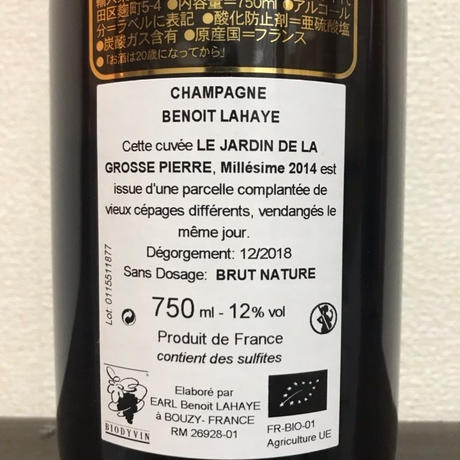 田区麹町5-4 ●内容量=750ml ●アルコール
分=ラベルに表記 ●酸化防止剤=亜硫酸塩
●炭酸ガス含有 ●原産国=フランス
●「お酒は20歳になってから」
CHAMPAGNE
BENOIT LAHAYE
Cette cuvée LE JARDIN DE LA
GROSSE PIERRE, Millésime 2014 est
issue d'une parcelle complantée de
vieux cépages différents, vendangés le
même jour.
Dégorgement: 12/2018
Sans Dosage: BRUT NATURE
Lot: 0115511877
750 ml - 12% vol
Produit de France
contient des sulfites
Elaboré par
EARL Benoit LAHAYE
à BOUZY- FRANCE
RM 26928-01
BIODYVIN
FR-BIO-01
Agriculture UE